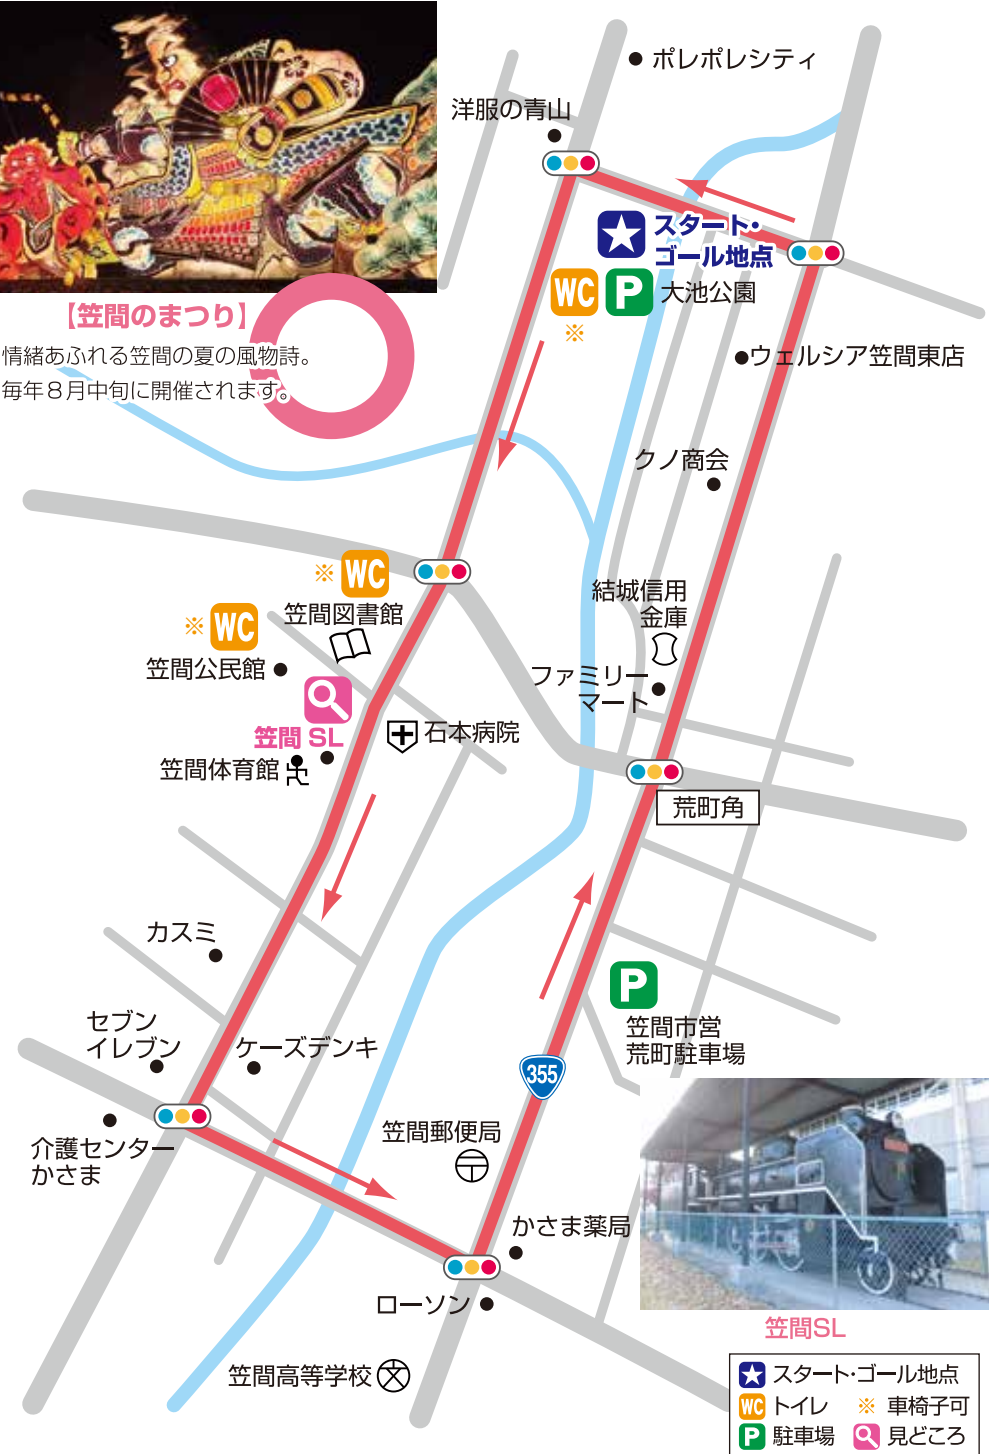 ポレポレシティ
洋服の青山
スタート・
ゴール地点
WC
P
大池公園
※
【笠間のまつり】
情緒あふれる笠間の夏の風物詩。
毎年８月中旬に開催されます。
ウェルシア笠間東店
クノ商会
※
WC
笠間図書館
結城信用
金庫
※
WC
笠間公民館
ファミリー
マート
笠間 SL
石本病院
笠間体育館
荒町角
カスミ
P
笠間市営
荒町駐車場
セブン
イレブン
ケーズデンキ
355
介護センター
かさま
笠間郵便局
かさま薬局
ローソン
笠間SL
笠間高等学校
文
スタート・ゴール地点
WC
トイレ
※
車椅子可
P
駐車場
見どころ